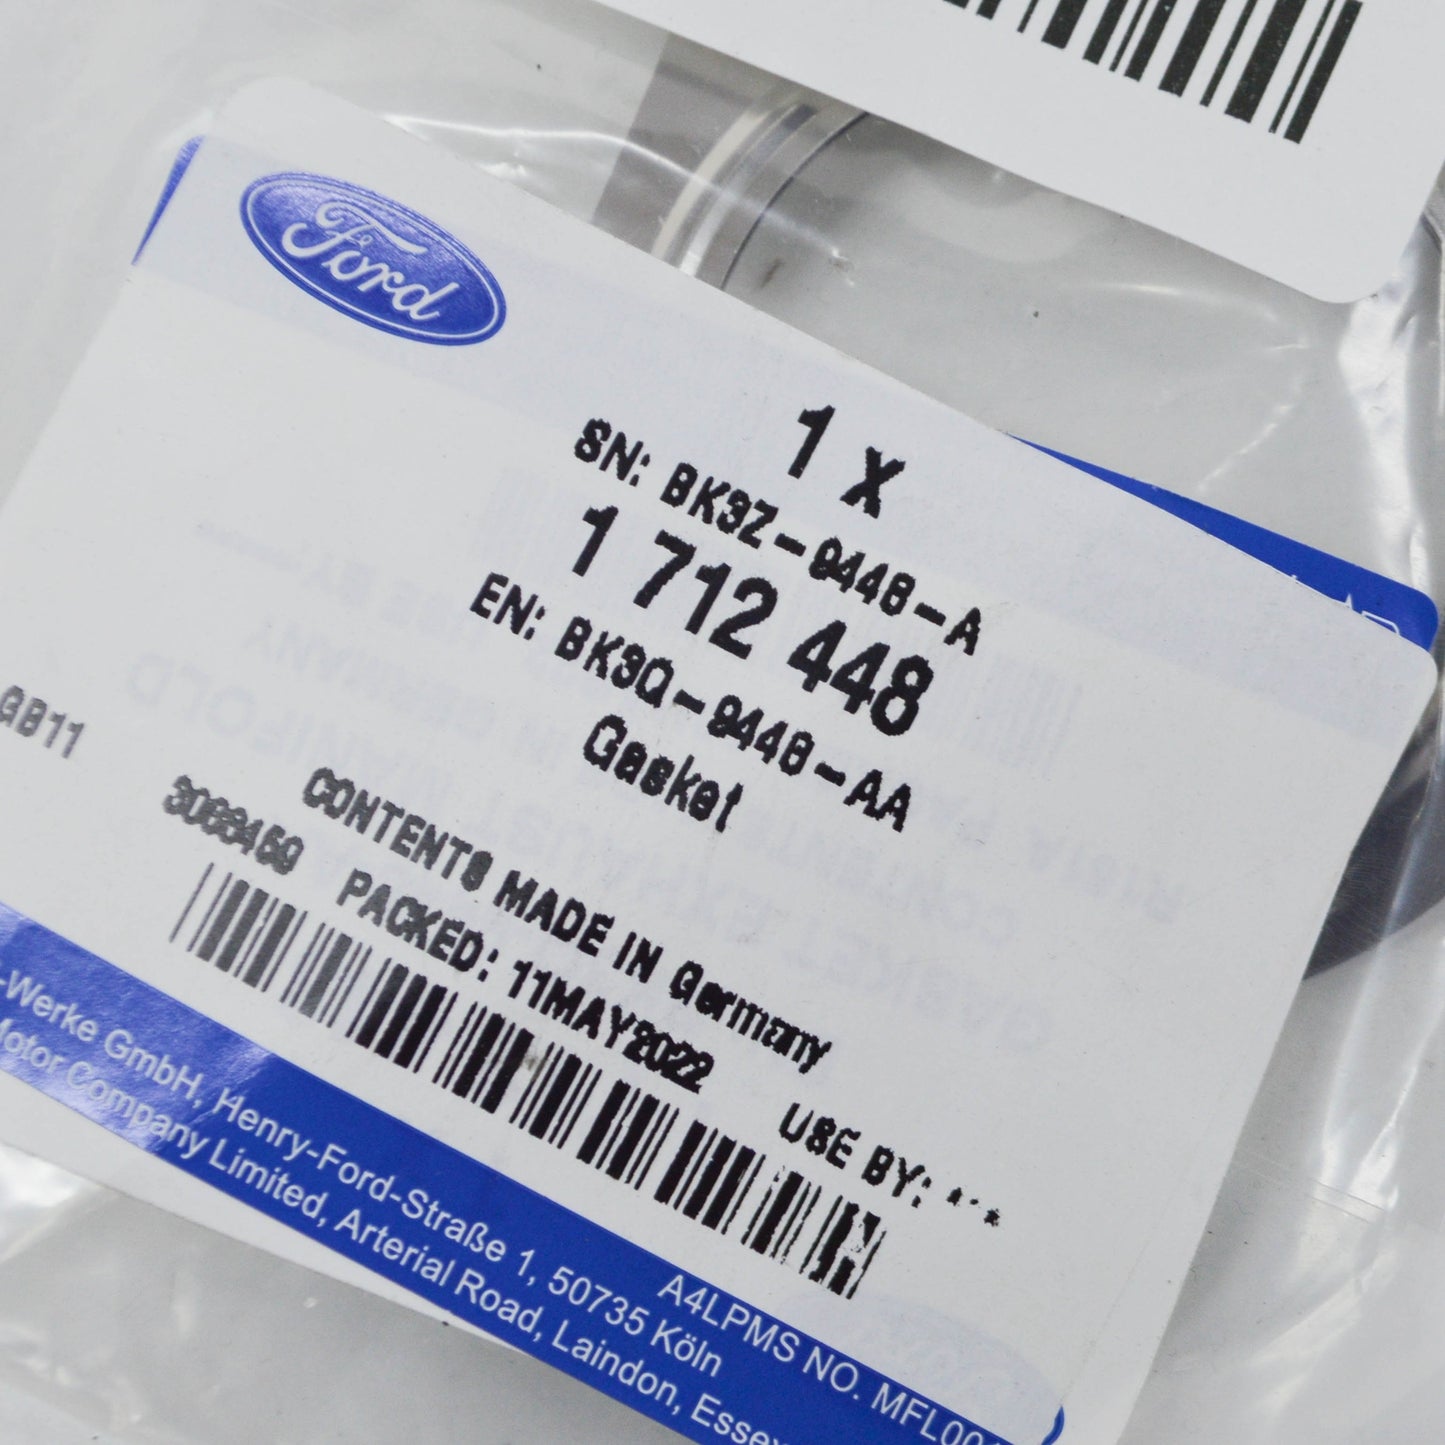 Ford
1 x
SN: BK3Z-9448-A
1 712 448
EN: BK3Q-9448-AA
Gasket
GB11
CONTENTS MADE IN Germany
PACKED: 11MAY2022
USE BY:
A4LPMS NO.
-Werke GmbH, Henry-Ford-Straße 1, 50735 Köln
Motor Company Limited, Arterial Road, Laindon,